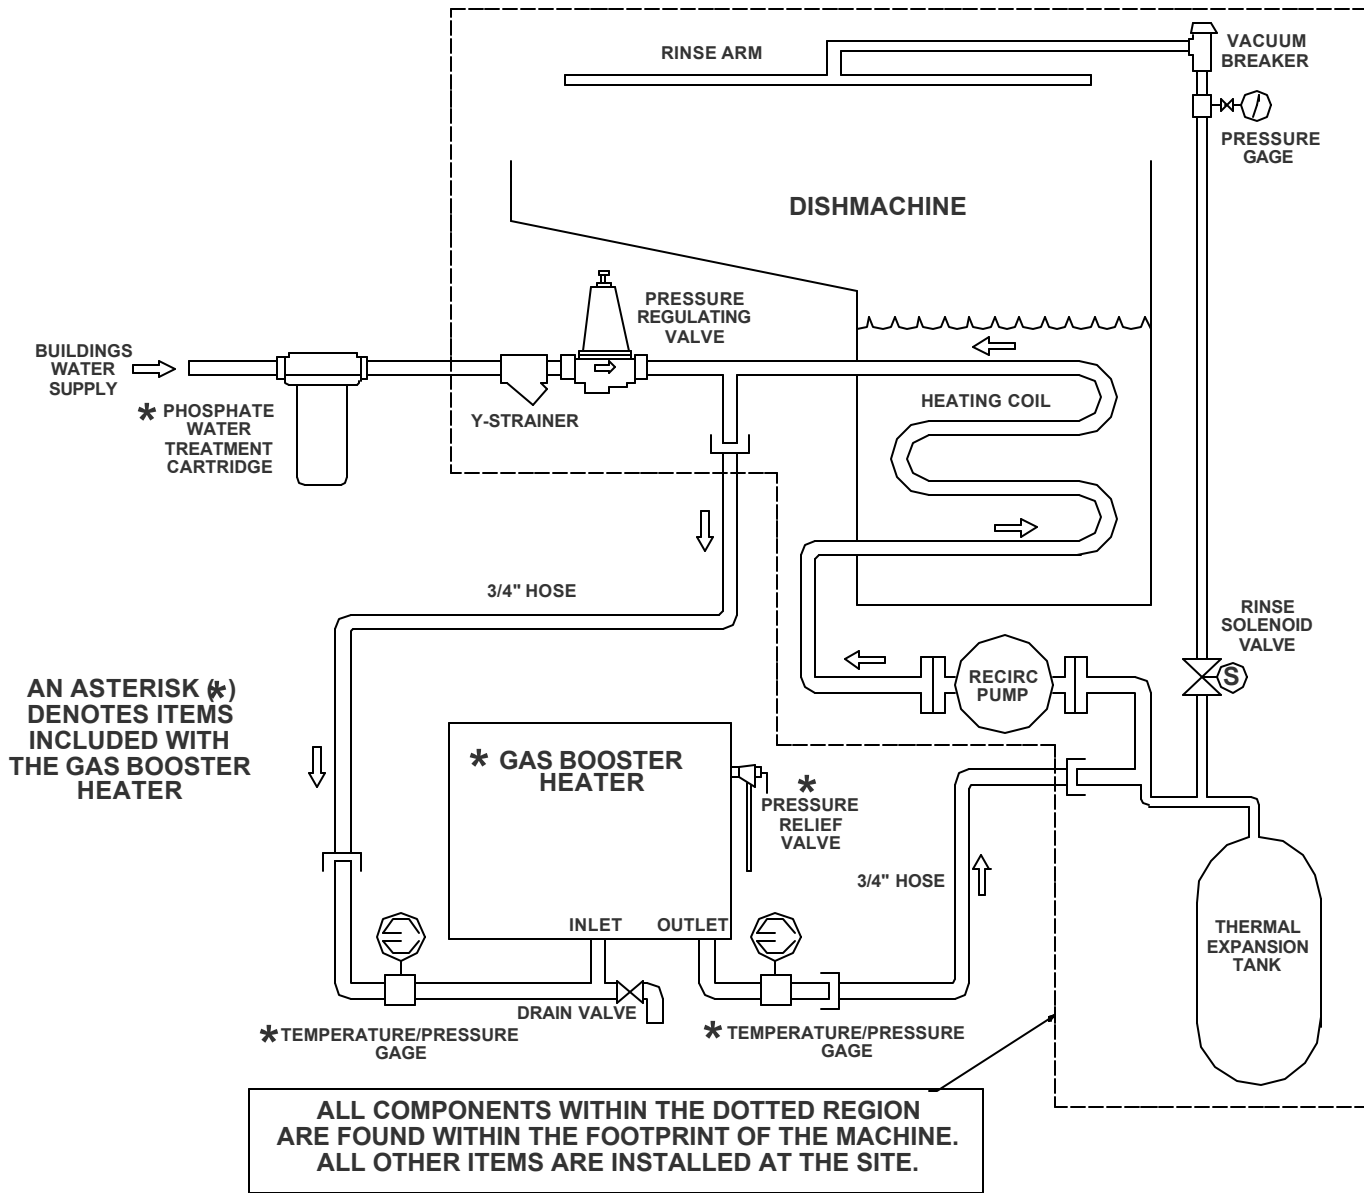 RINSE ARM
VACUUM
BREAKER
PRESSURE
GAGE
DISHMACHINE
PRESSURE
REGULATING
VALVE
BUILDINGS
WATER
SUPPLY
* PHOSPHATE
WATER
TREATMENT
CARTRIDGE
Y-STRAINER
HEATING COIL
3/4" HOSE
RINSE
SOLENOID
VALVE
S
RECIRC
PUMP
AN ASTERISK (*)
DENOTES ITEMS
INCLUDED WITH
THE GAS BOOSTER
HEATER
* GAS BOOSTER
HEATER
*
PRESSURE
RELIEF
VALVE
3/4" HOSE
INLET
OUTLET
THERMAL
EXPANSION
TANK
DRAIN VALVE
* TEMPERATURE/PRESSURE
GAGE
* TEMPERATURE/PRESSURE
GAGE
ALL COMPONENTS WITHIN THE DOTTED REGION
ARE FOUND WITHIN THE FOOTPRINT OF THE MACHINE.
ALL OTHER ITEMS ARE INSTALLED AT THE SITE.